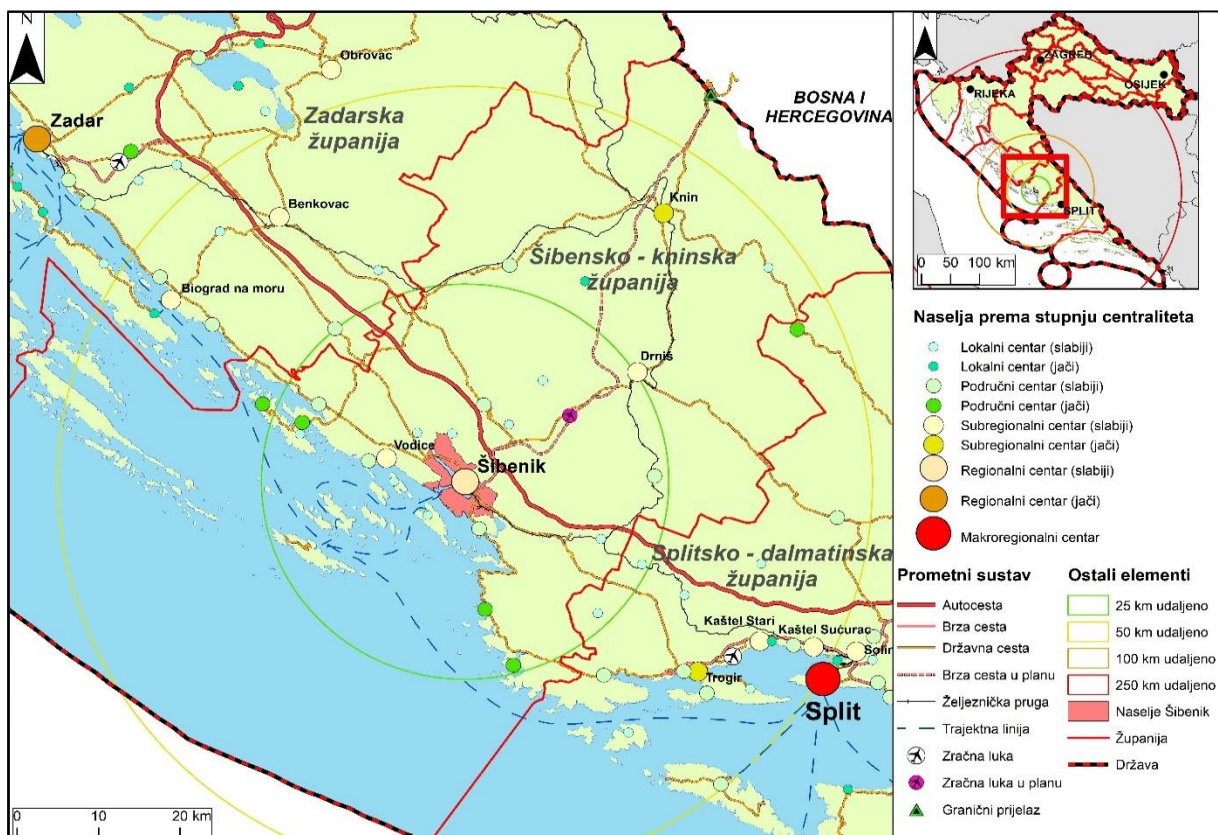 N
Obrovac
Zadarska
županija
BOSNA I
HERCEGOVINA
Zadar
Benkovac
Knin
Šibensko - kninska
županija
Biograd na moru
Drniš
Vodice
Šibenik
Splitsko - dalmatinska
županija
Kaštel Stari
Kaštel Sućurac
Solin
Trogir
Split
0 10 20 km
N
ZAGREB
OSIJEK
RIJEKA
SPLIT
0 50 100 km
Naselja prema stupnju centraliteta
Lokalni centar (slabiji)
Lokalni centar (jači)
Područni centar (slabiji)
Područni centar (jači)
Subregionalni centar (slabiji)
Subregionalni centar (jači)
Regionalni centar (slabiji)
Regionalni centar (jači)
Makroregionalni centar
Prometni sustav
Autocesta
Brza cesta
Državna cesta
Brza cesta u planu
Željeznička pruga
Trajektna linija
Zračna luka
Zračna luka u planu
Granični prijelaz
Ostali elementi
25 km udaljeno
50 km udaljeno
100 km udaljeno
250 km udaljeno
Naselje Šibenik
Županija
Država